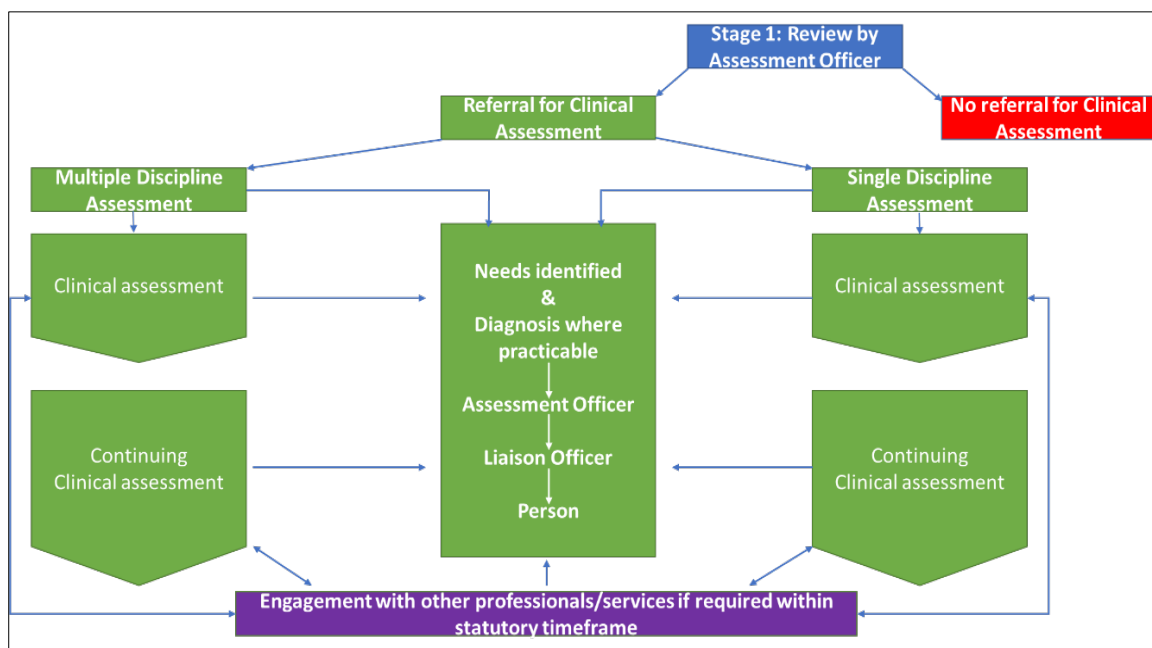 Stage 1: Review by
Assessment Officer
Referral for Clinical
Assessment
No referral for Clinical
Assessment
Multiple Discipline
Assessment
Single Discipline
Assessment
Clinical assessment
Needs identified
&
Diagnosis where
practicable
Assessment Officer
Liaison Officer
Person
Clinical assessment
Continuing
Clinical assessment
Continuing
Clinical assessment
Engagement with other professionals/services if required within
statutory timeframe